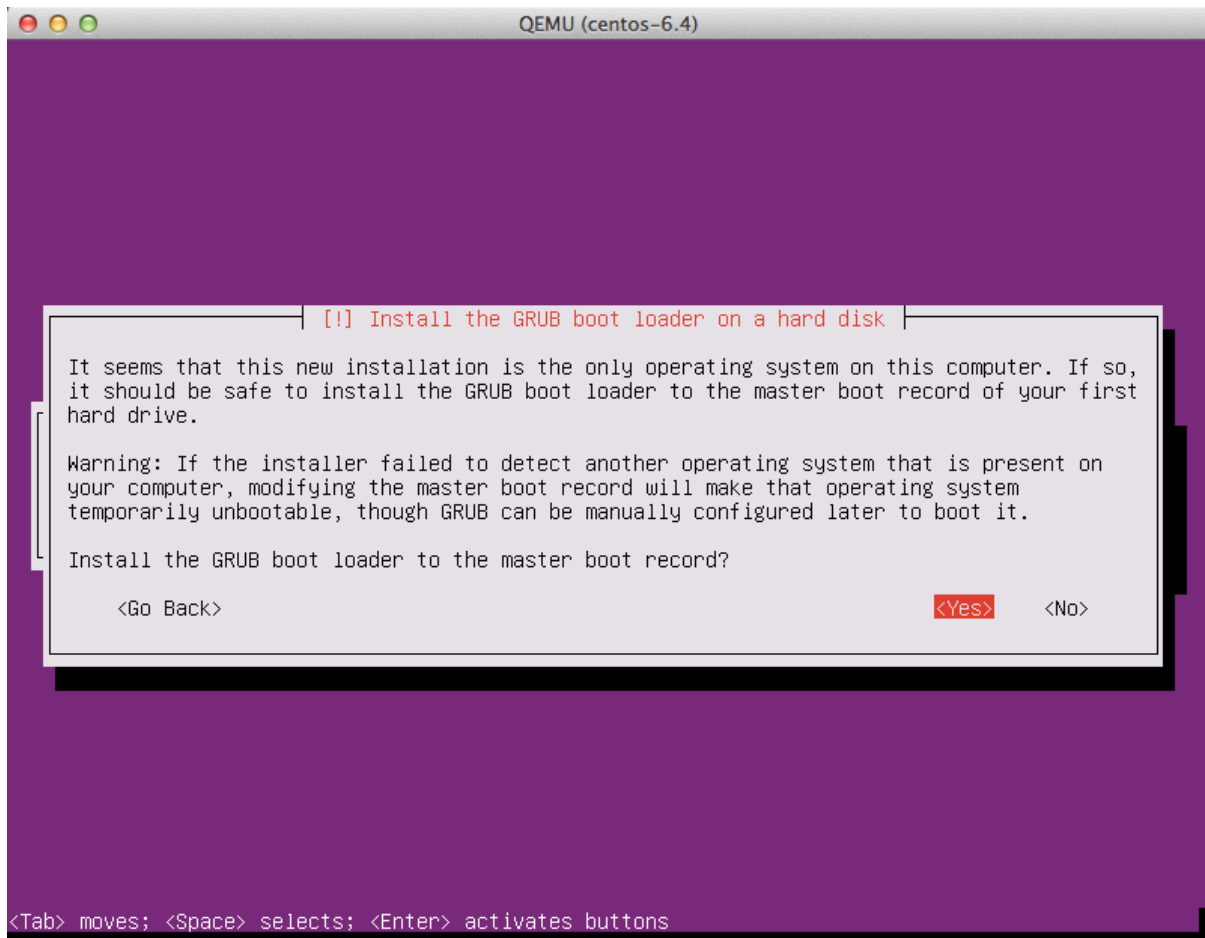 QEMU (centos-6.4)
[!] Install the GRUB boot loader on a hard disk
It seems that this new installation is the only operating system on this computer. If so,
it should be safe to install the GRUB boot loader to the master boot record of your first
hard drive.
Warning: If the installer failed to detect another operating system that is present on
your computer, modifying the master boot record will make that operating system
temporarily unbootable, though GRUB can be manually configured later to boot it.
Install the GRUB boot loader to the master boot record?
<Go Back> <Yes> <No>
<Tab> moves; <Space> selects; <Enter> activates buttons